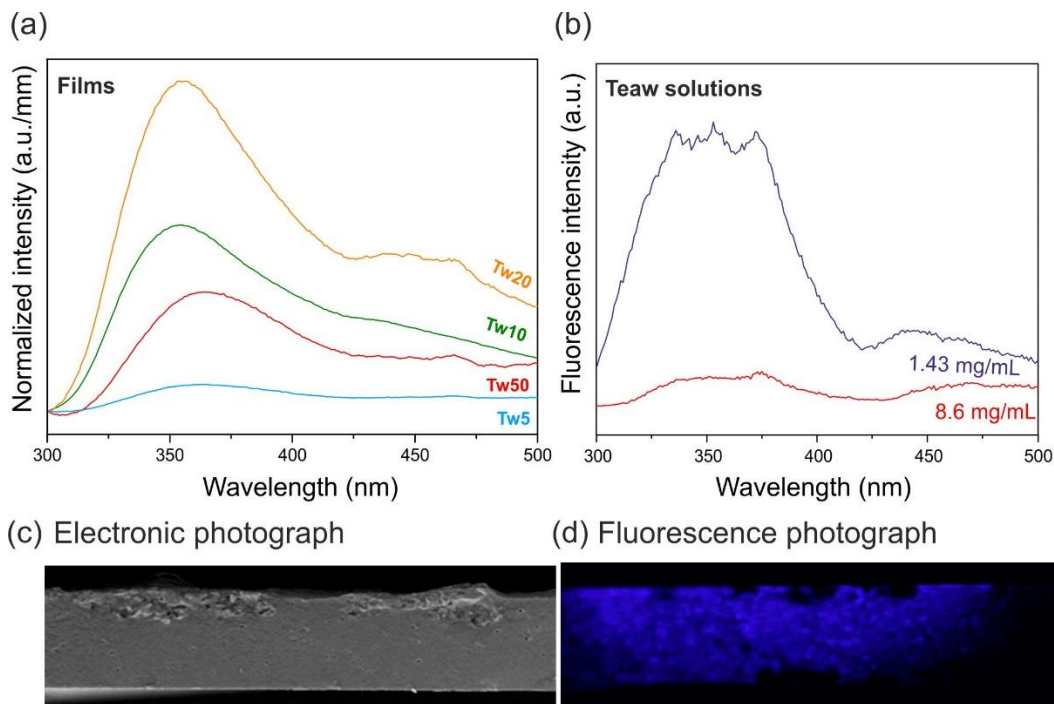 (a)
Normalized intensity (a.u./mm)
Films
Tw20
Tw10
Tw50
Tw5
300 350 400 450 500
Wavelength (nm)
(b)
Fluorescence intensity (a.u.)
Teaw solutions
1.43 mg/mL
8.6 mg/mL
300 350 400 450 500
Wavelength (nm)
(c) Electronic photograph
(d) Fluorescence photograph